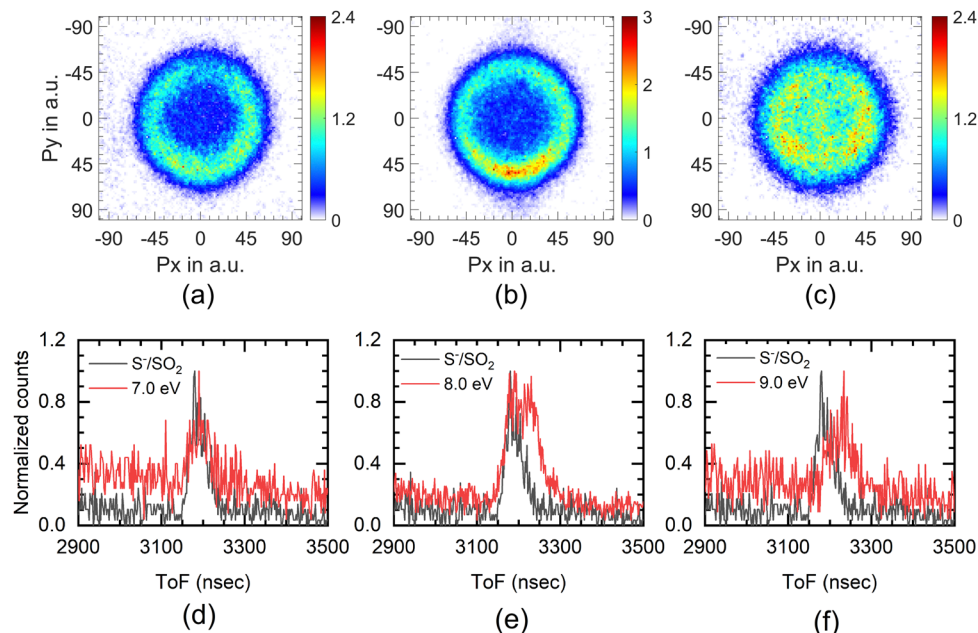 -90
-45
0
45
90
-90 -45 0 45 90
Py in a.u.
Px in a.u.
2.4
1.2
0
(a)
-90
-45
0
45
90
-90 -45 0 45 90
Px in a.u.
3
2
1
0
(b)
-90
-45
0
45
90
-90 -45 0 45 90
Px in a.u.
2.4
1.2
0
(c)
Normalized counts
1.2
0.8
0.4
0.0
S⁻/SO₂
7.0 eV
2900 3100 3300 3500
ToF (nsec)
(d)
1.2
0.8
0.4
0.0
S⁻/SO₂
8.0 eV
2900 3100 3300 3500
ToF (nsec)
(e)
1.2
0.8
0.4
0.0
S⁻/SO₂
9.0 eV
2900 3100 3300 3500
ToF (nsec)
(f)